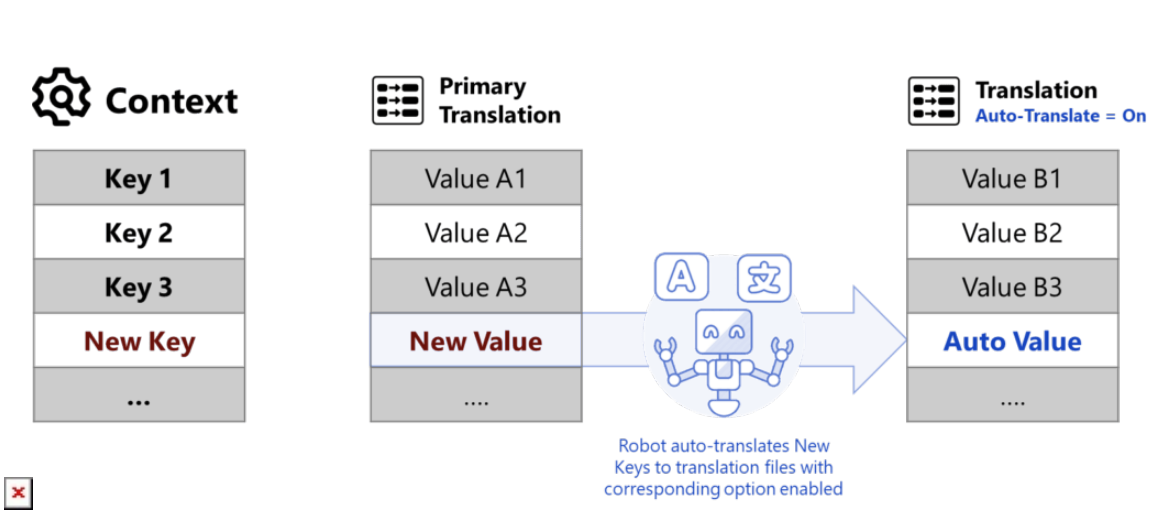 Context
Primary
Translation
Translation
Auto-Translate = On
Key 1
Value A1
Value B1
Key 2
Value A2
Value B2
Key 3
Value A3
Value B3
A 文
New Key
New Value
Auto Value
...
....
....
Robot auto-translates New
Keys to translation files with
corresponding option enabled